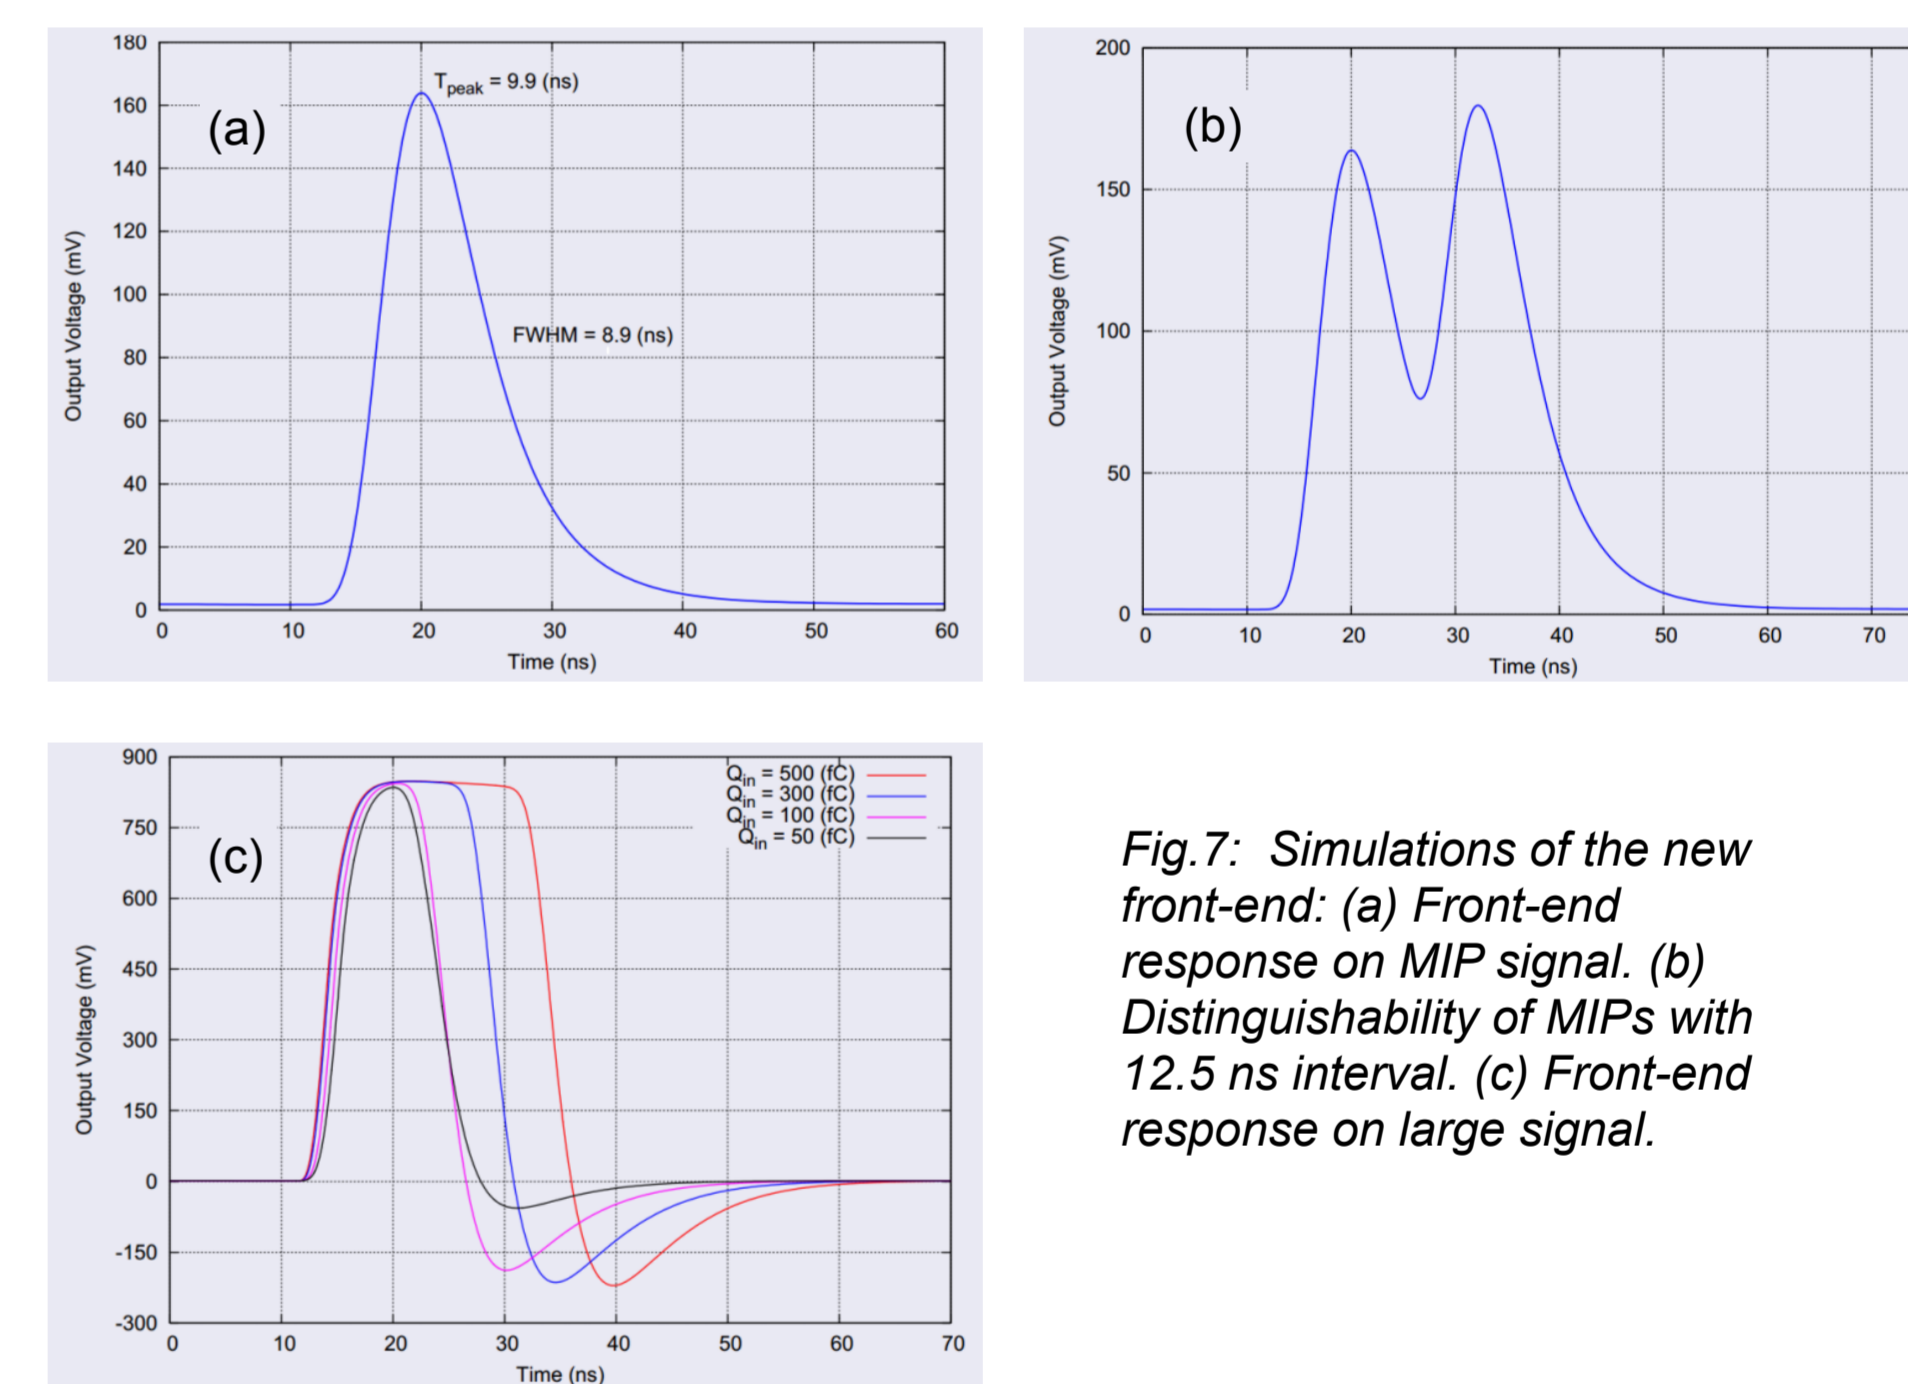 180
160
140
120
100
80
60
40
20
0
Output Voltage (mV)
(a)
Tpeak = 9.9 (ns)
FWHM = 8.9 (ns)
0 10 20 30 40 50 60
Time (ns)
200
150
100
50
0
Output Voltage (mV)
(b)
0 10 20 30 40 50 60 70
Time (ns)
900
750
600
450
300
150
0
-150
-300
Output Voltage (mV)
(c)
Qin = 500 (fC)
Qin = 300 (fC)
Qin = 100 (fC)
Qin = 50 (fC)
0 10 20 30 40 50 60 70
Time (ns)
Fig.7: Simulations of the new
front-end: (a) Front-end
response on MIP signal. (b)
Distinguishability of MIPs with
12.5 ns interval. (c) Front-end
response on large signal.